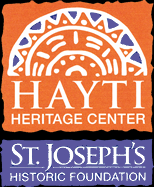 HAYTI
HERITAGE CENTER
ST. JOSEPH'S
HISTORIC FOUNDATION